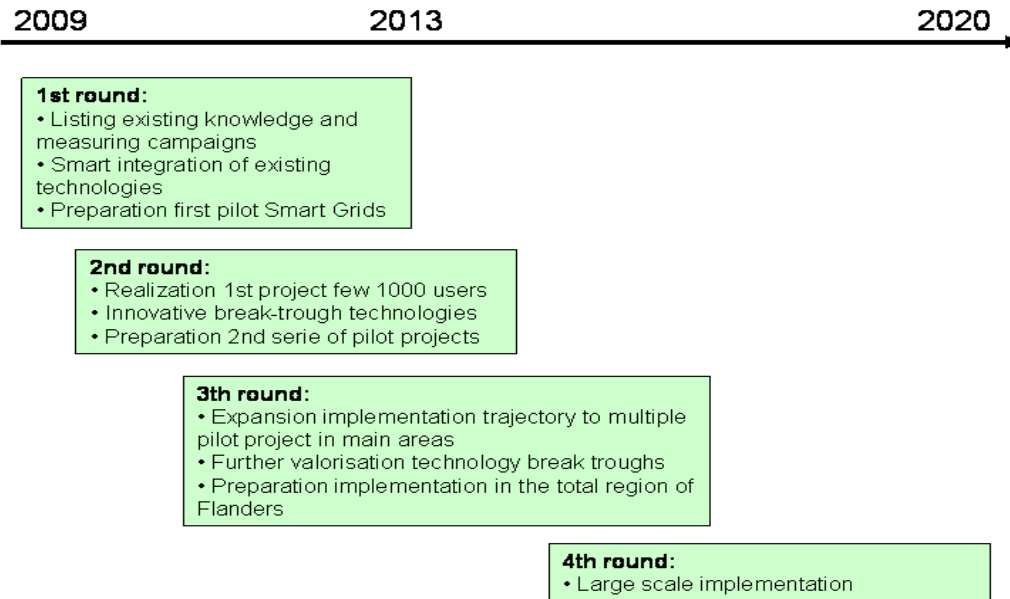 2009 2013 2020
1st round:
• Listing existing knowledge and
measuring campaigns
• Smart integration of existing
technologies
• Preparation first pilot Smart Grids
2nd round:
• Realization 1st project few 1000 users
• Innovative break-trough technologies
• Preparation 2nd serie of pilot projects
3th round:
• Expansion implementation trajectory to multiple
pilot project in main areas
• Further valorisation technology break troughs
• Preparation implementation in the total region of
Flanders
4th round:
• Large scale implementation